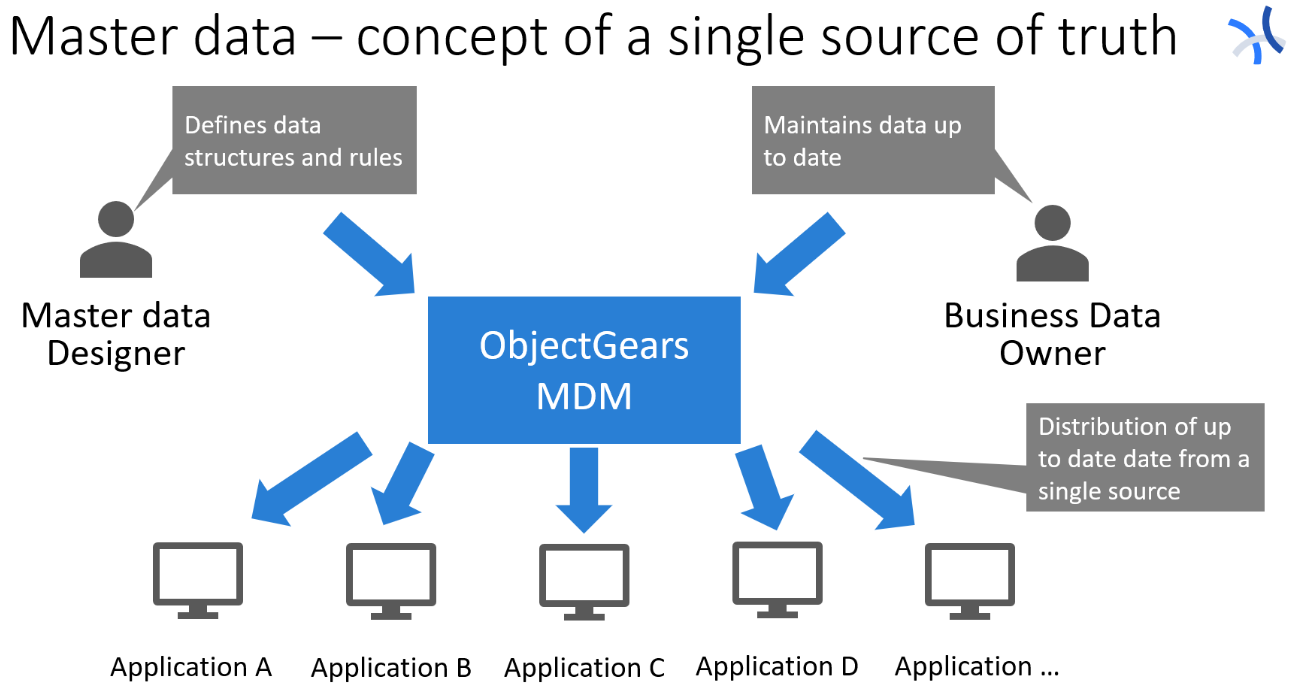 Master data – concept of a single source of truth
Defines data
structures and rules
Maintains data up
to date
Master data
Designer
Business Data
Owner
ObjectGears
MDM
Distribution of up
to date date from a
single source
Application A
Application B
Application C
Application D
Application ...